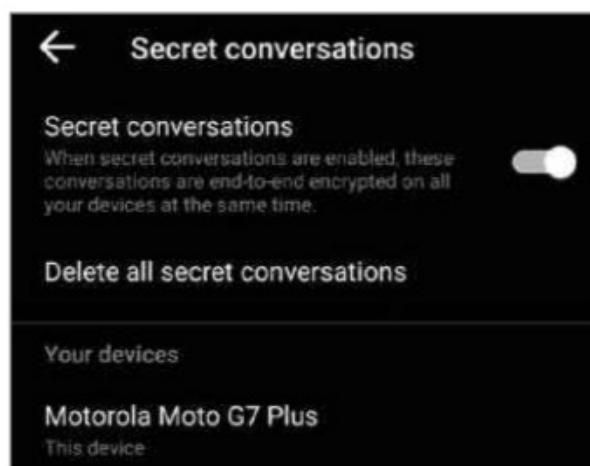 Secret conversations
Secret conversations
When secret conversations are enabled, these
conversations are end-to-end encrypted on all
your devices at the same time.
Delete all secret conversations
Your devices
Motorola Moto G7 Plus
This device